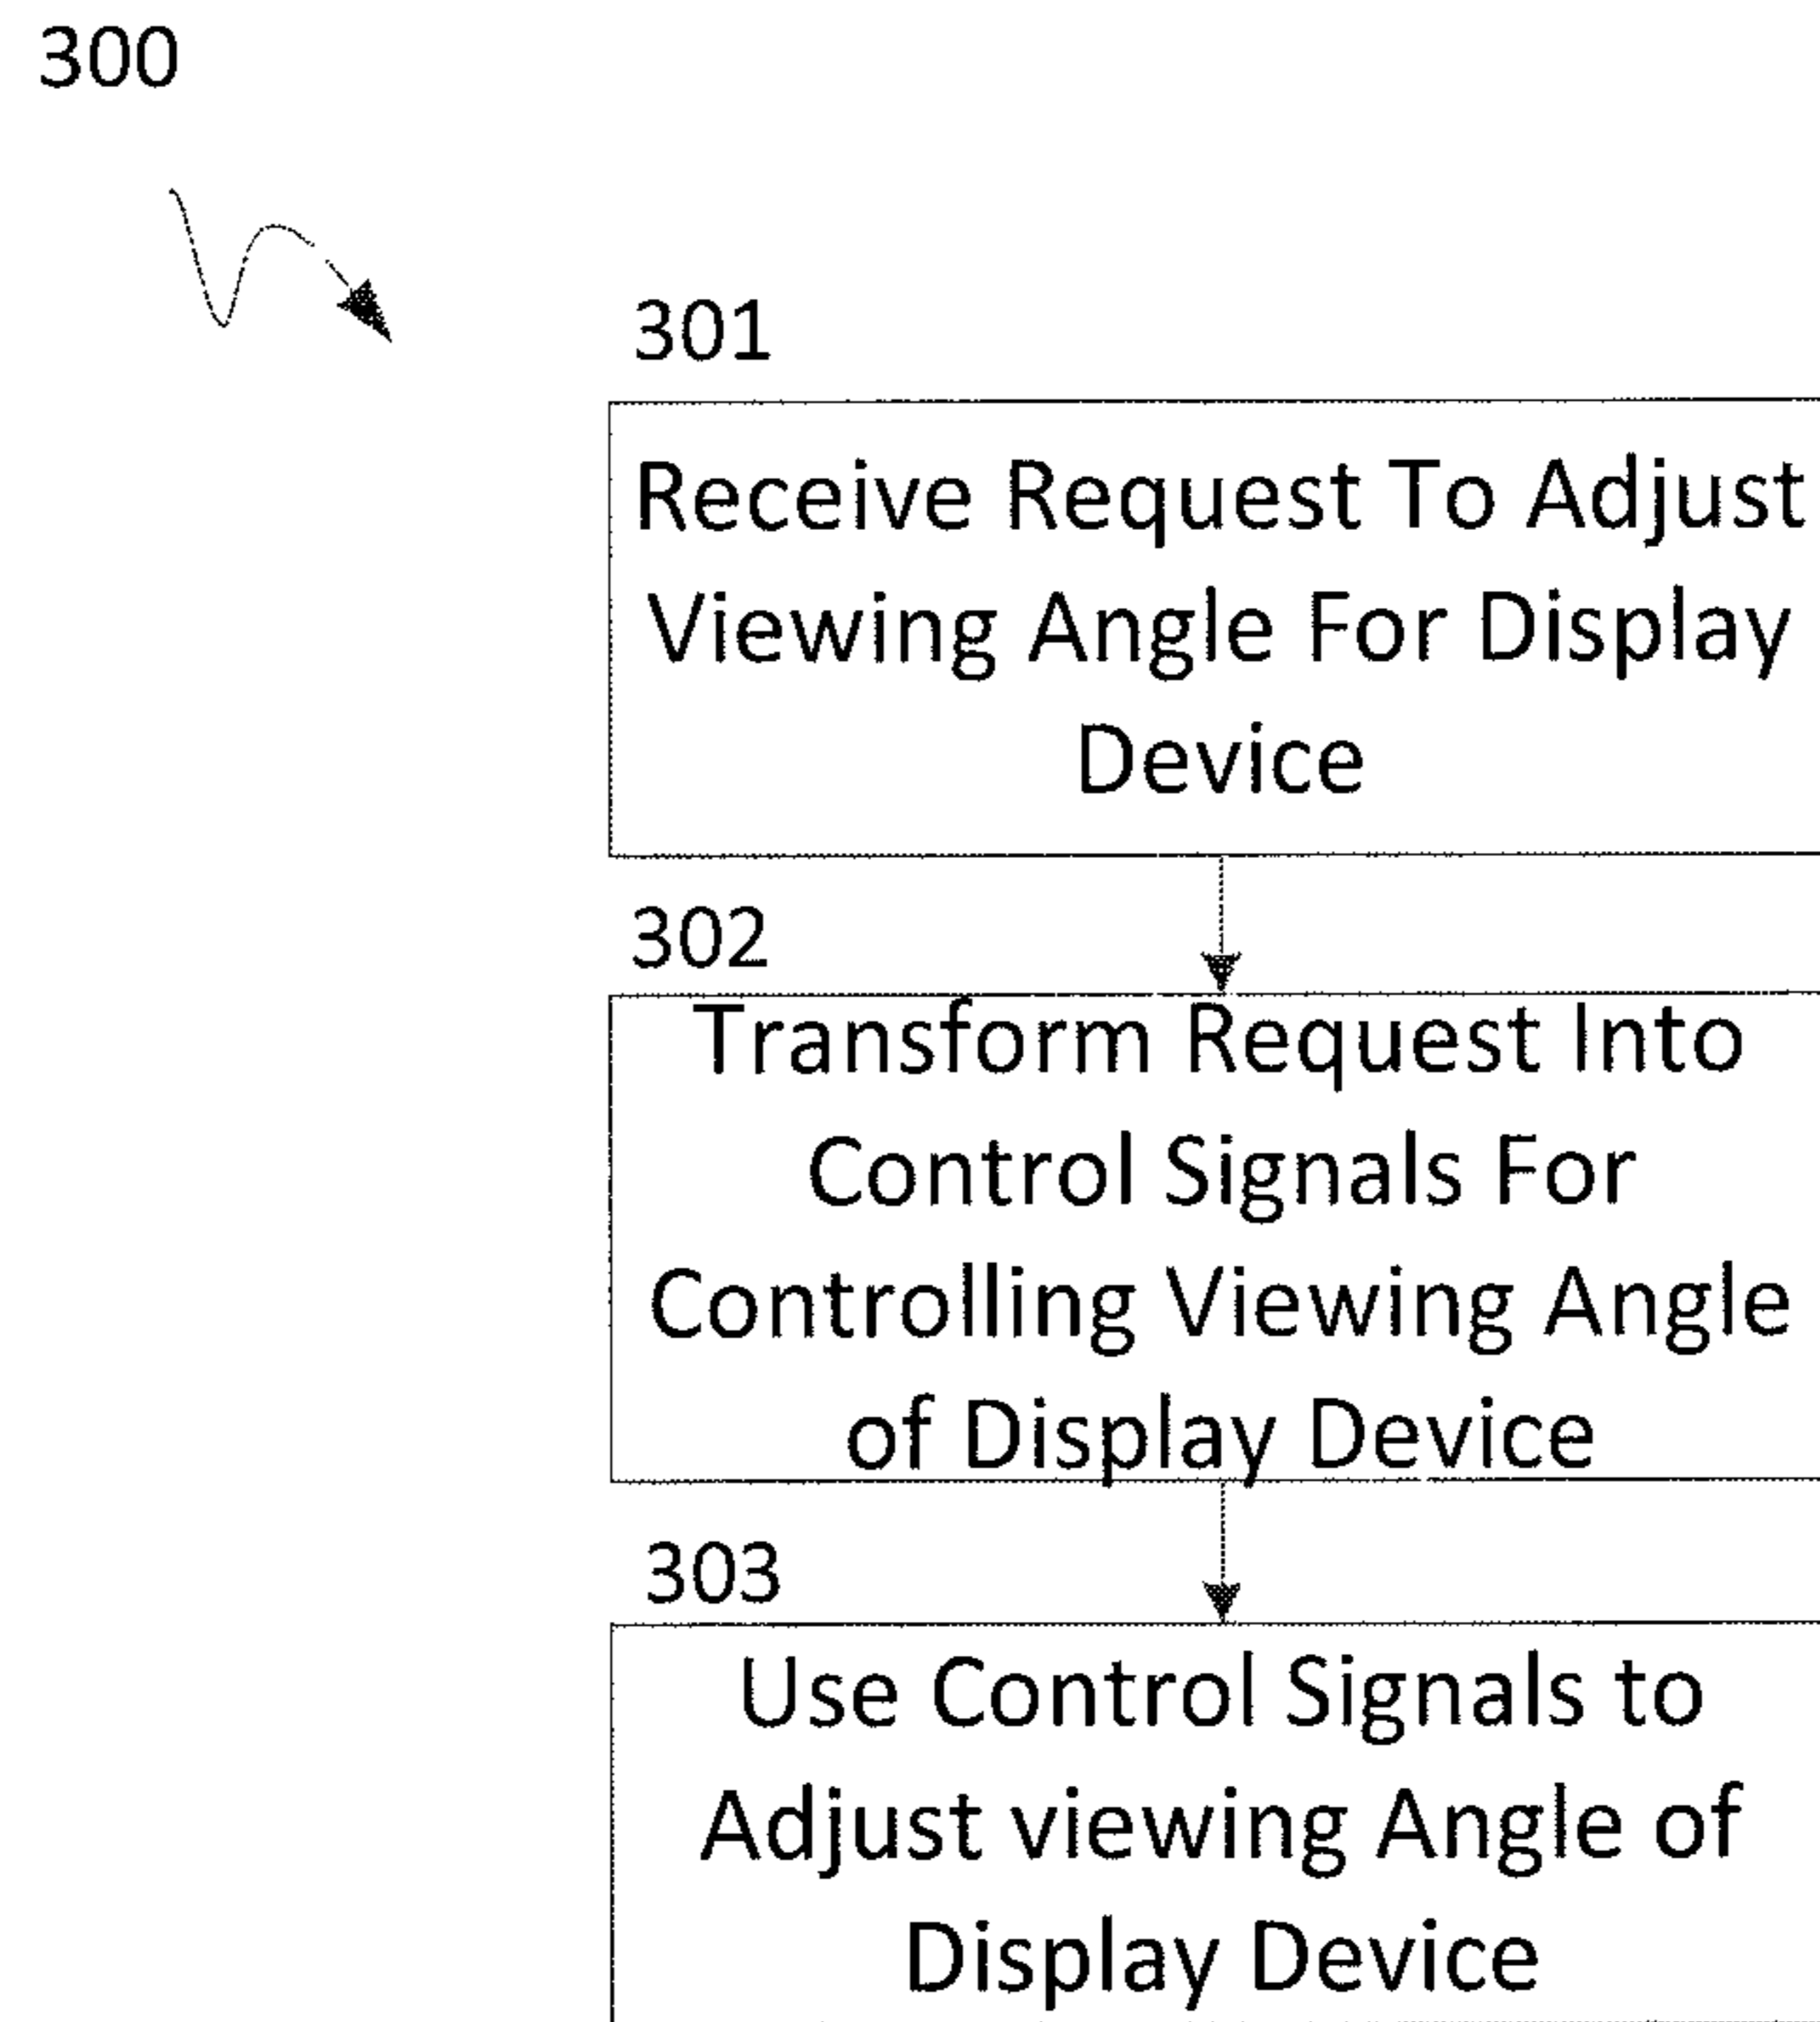 300
301
Receive Request To Adjust
Viewing Angle For Display
Device
302
Transform Request Into
Control Signals For
Controlling Viewing Angle
of Display Device
303
Use Control Signals to
Adjust viewing Angle of
Display Device